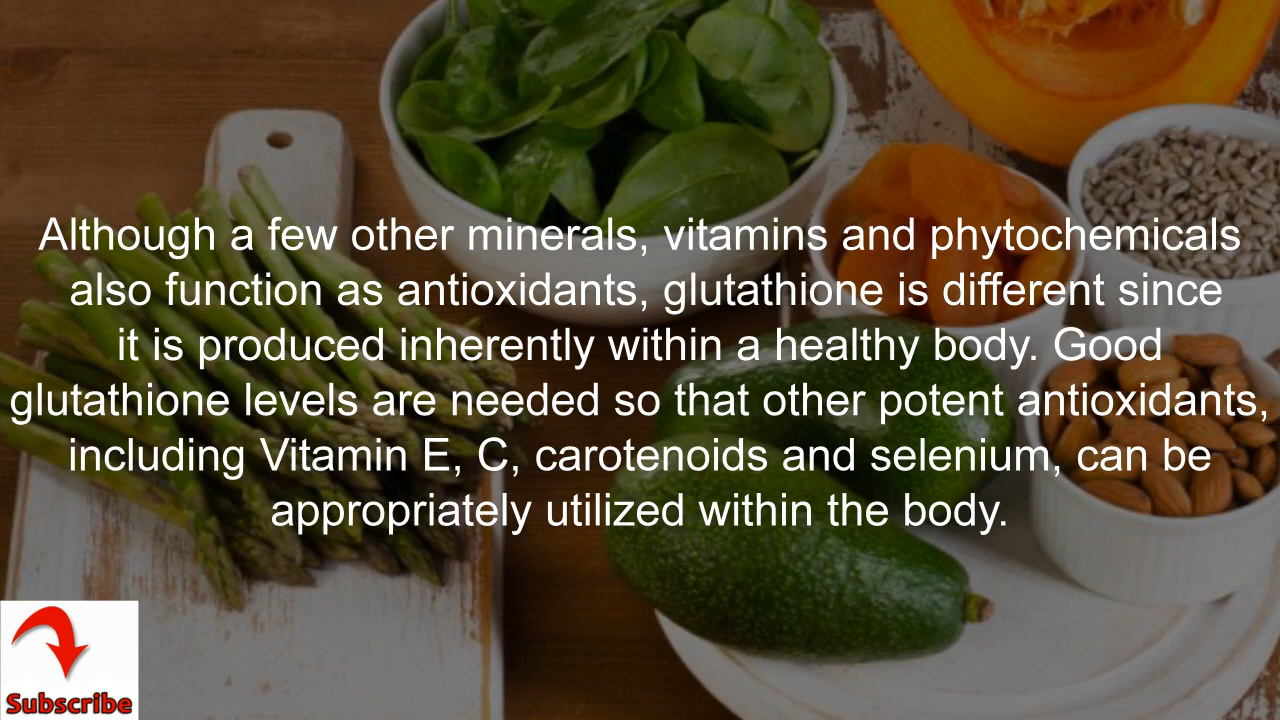 Although a few other minerals, vitamins and phytochemicals
also function as antioxidants, glutathione is different since
it is produced inherently within a healthy body. Good
glutathione levels are needed so that other potent antioxidants,
including Vitamin E, C, carotenoids and selenium, can be
appropriately utilized within the body.
Subscribe